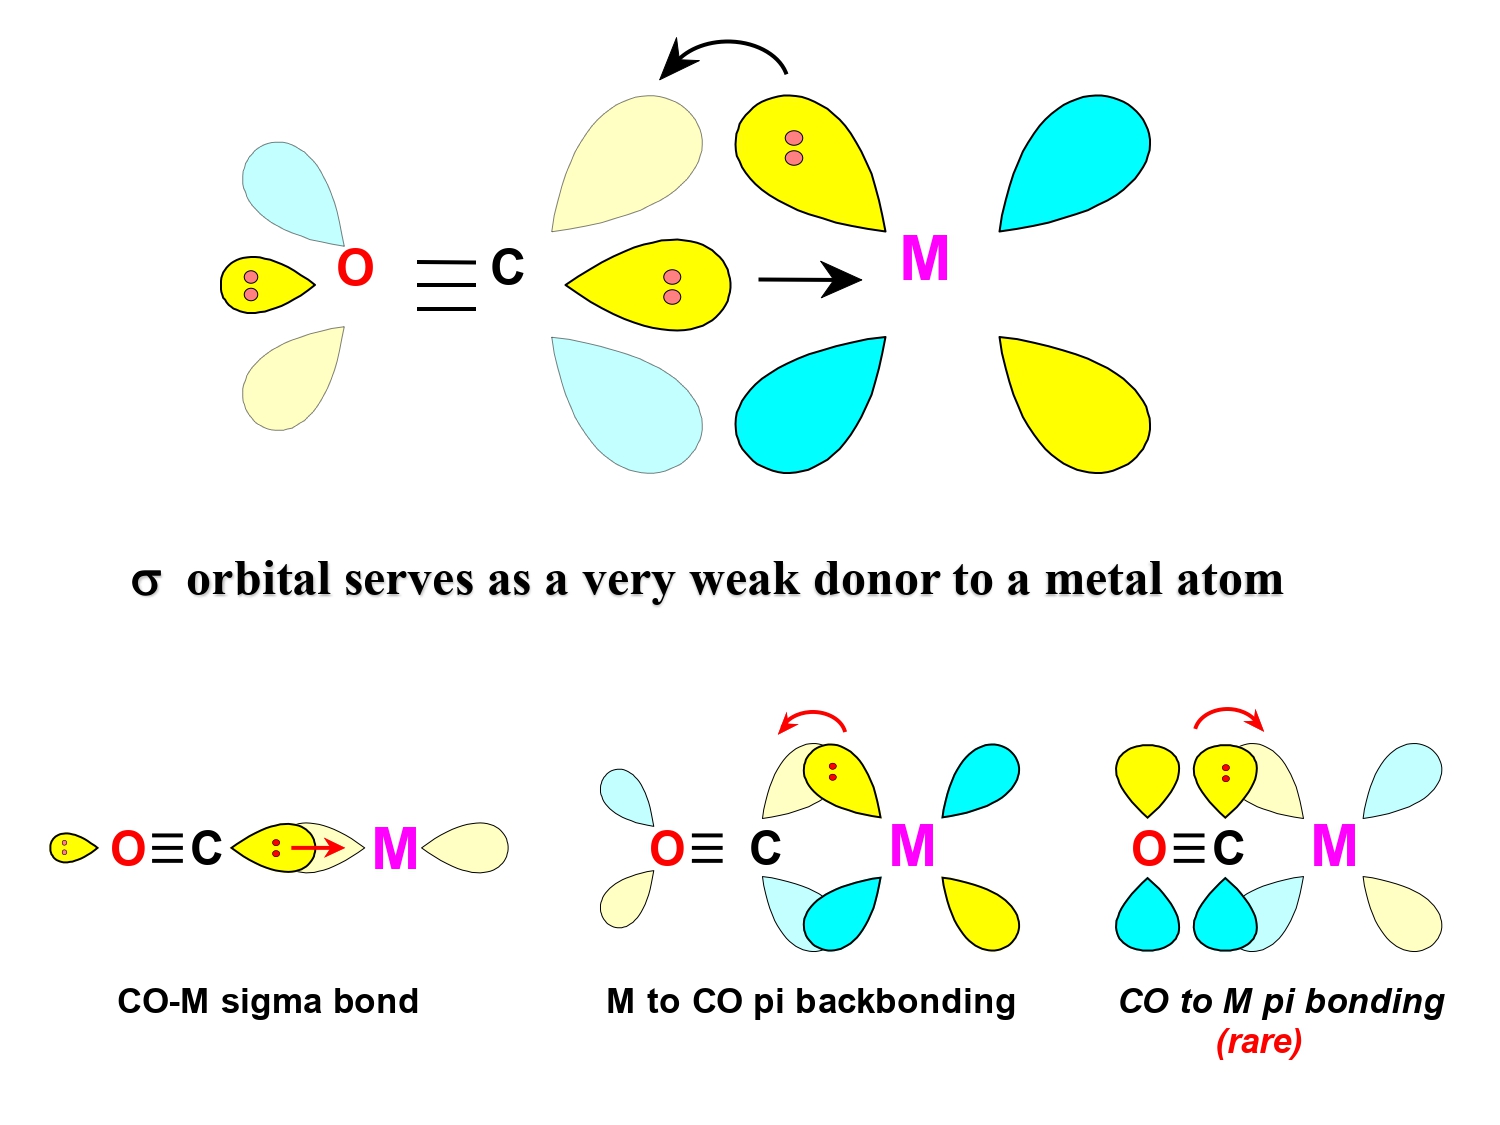 O ≡ C M
σ orbital serves as a very weak donor to a metal atom
O≡C M
O≡ C M
O≡C M
CO-M sigma bond
M to CO pi backbonding
CO to M pi bonding
(rare)